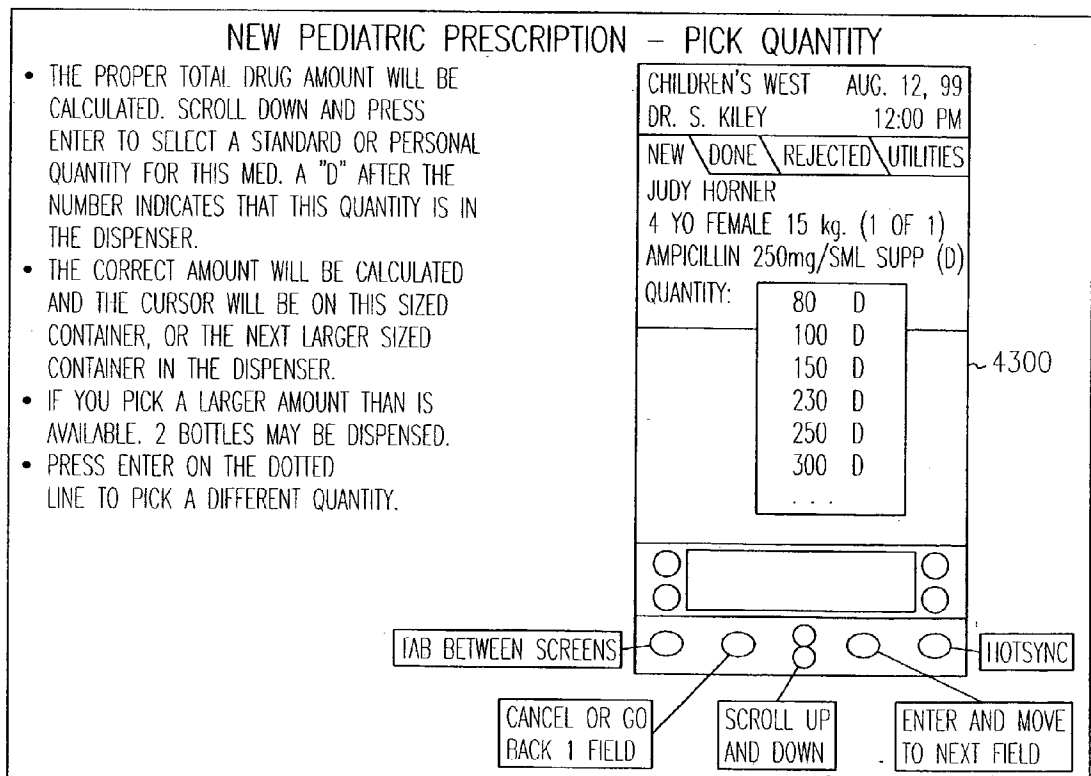 NEW PEDIATRIC PRESCRIPTION – PICK QUANTITY
• THE PROPER TOTAL DRUG AMOUNT WILL BE
CALCULATED. SCROLL DOWN AND PRESS
ENTER TO SELECT A STANDARD OR PERSONAL
QUANTITY FOR THIS MED. A "D" AFTER THE
NUMBER INDICATES THAT THIS QUANTITY IS IN
THE DISPENSER.
• THE CORRECT AMOUNT WILL BE CALCULATED
AND THE CURSOR WILL BE ON THIS SIZED
CONTAINER, OR THE NEXT LARGER SIZED
CONTAINER IN THE DISPENSER.
• IF YOU PICK A LARGER AMOUNT THAN IS
AVAILABLE. 2 BOTTLES MAY BE DISPENSED.
• PRESS ENTER ON THE DOTTED
LINE TO PICK A DIFFERENT QUANTITY.
CHILDREN'S WEST AUG. 12, 99
DR. S. KILEY 12:00 PM
NEW DONE REJECTED UTILITIES
JUDY HORNER
4 YO FEMALE 15 kg. (1 OF 1)
AMPICILLIN 250mg/SML SUPP (D)
QUANTITY:
80 D
100 D
150 D
230 D
250 D
300 D
. . .
4300
TAB BETWEEN SCREENS
HOTSYNC
CANCEL OR GO
BACK 1 FIELD
SCROLL UP
AND DOWN
ENTER AND MOVE
TO NEXT FIELD